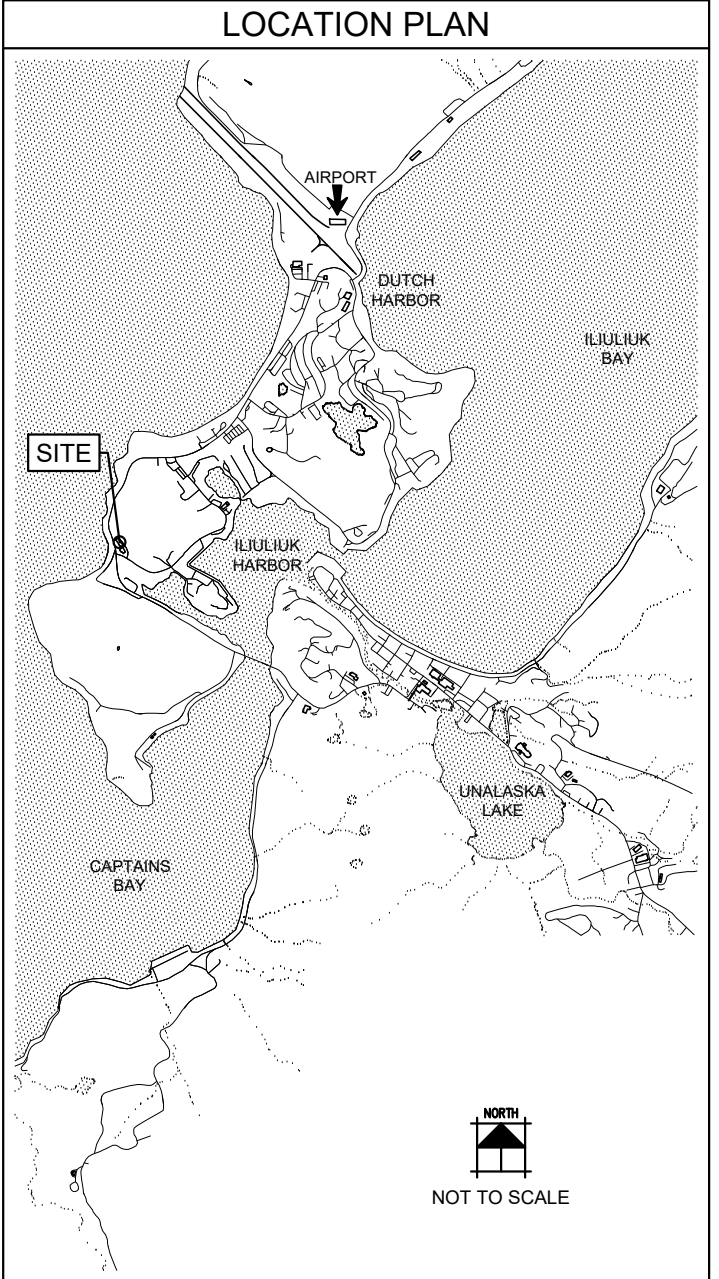 LOCATION PLAN
AIRPORT
DUTCH
HARBOR
ILIULIUK
BAY
SITE
ILIULIUK
HARBOR
UNALASKA
LAKE
CAPTAINS
BAY
NORTH
NOT TO SCALE